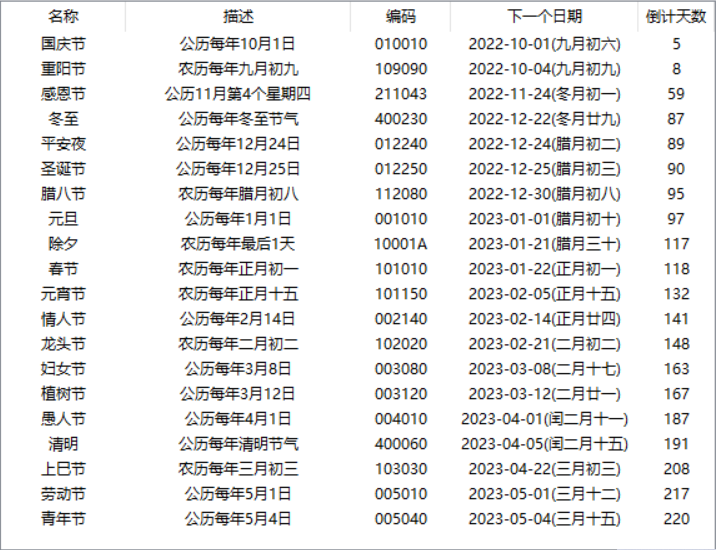 名称 描述 编码 下一个日期 倒计天数
国庆节 公历每年10月1日 010010 2022-10-01(九月初六) 5
重阳节 农历每年九月初九 109090 2022-10-04(九月初九) 8
感恩节 公历11月第4个星期四 211043 2022-11-24(冬月初一) 59
冬至 公历每年冬至节气 400230 2022-12-22(冬月廿九) 87
平安夜 公历每年12月24日 012240 2022-12-24(腊月初二) 89
圣诞节 公历每年12月25日 012250 2022-12-25(腊月初三) 90
腊八节 农历每年腊月初八 112080 2022-12-30(腊月初八) 95
元旦 公历每年1月1日 001010 2023-01-01(腊月初十) 97
除夕 农历每年最后1天 10001A 2023-01-21(腊月三十) 117
春节 农历每年正月初一 101010 2023-01-22(正月初一) 118
元宵节 农历每年正月十五 101150 2023-02-05(正月十五) 132
情人节 公历每年2月14日 002140 2023-02-14(正月廿四) 141
龙头节 农历每年二月初二 102020 2023-02-21(二月初二) 148
妇女节 公历每年3月8日 003080 2023-03-08(二月十七) 163
植树节 公历每年3月12日 003120 2023-03-12(二月廿一) 167
愚人节 公历每年4月1日 004010 2023-04-01(闰二月十一) 187
清明 公历每年清明节气 400060 2023-04-05(闰二月十五) 191
上巳节 农历每年三月初三 103030 2023-04-22(三月初三) 208
劳动节 公历每年5月1日 005010 2023-05-01(三月十二) 217
青年节 公历每年5月4日 005040 2023-05-04(三月十五) 220